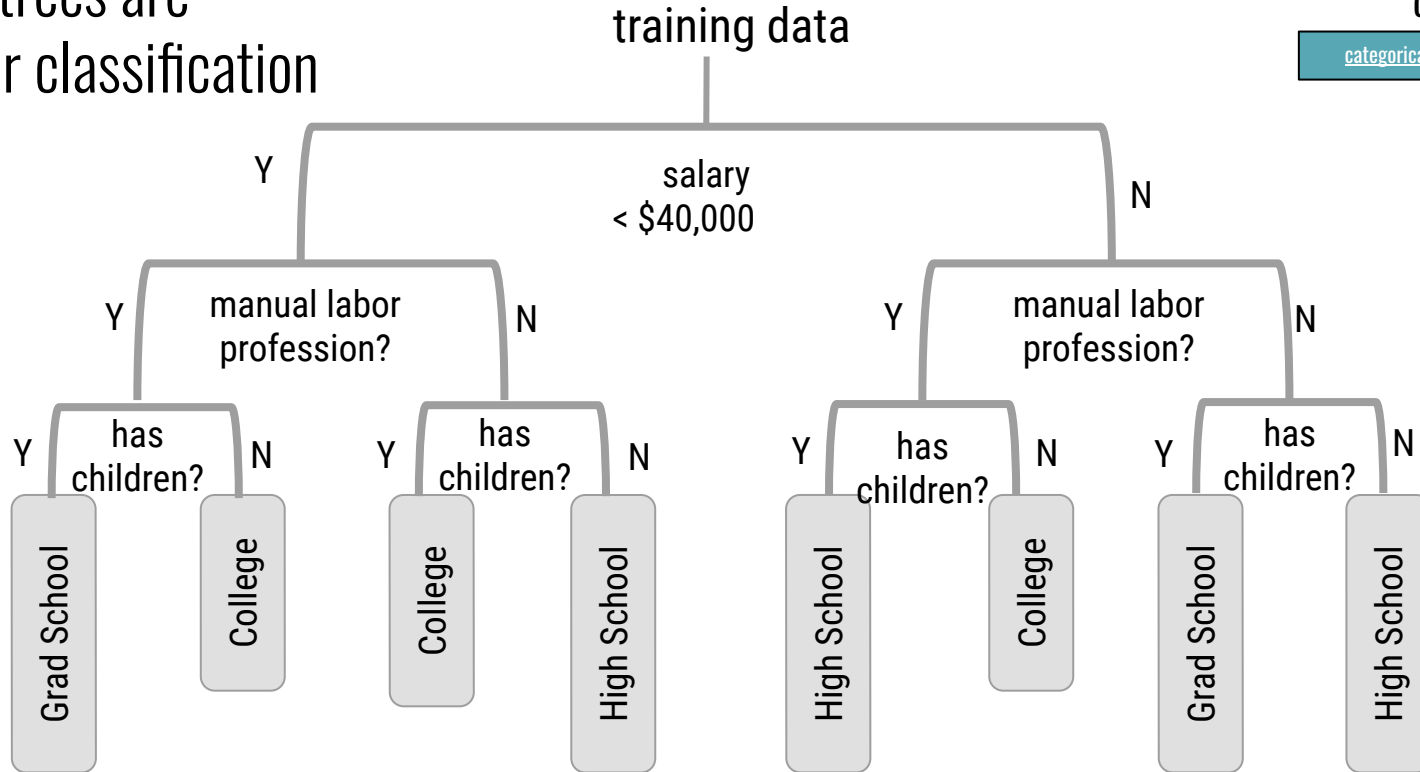 trees are
r classification
training data
categorica
Y
salary
< $40,000
N
Y
manual labor
profession?
N
Y
manual labor
profession?
N
Y
has
children?
N
Y
has
children?
N
Y
has
children?
N
Y
has
children?
N
Grad School
College
College
High School
High School
College
Grad School
High School